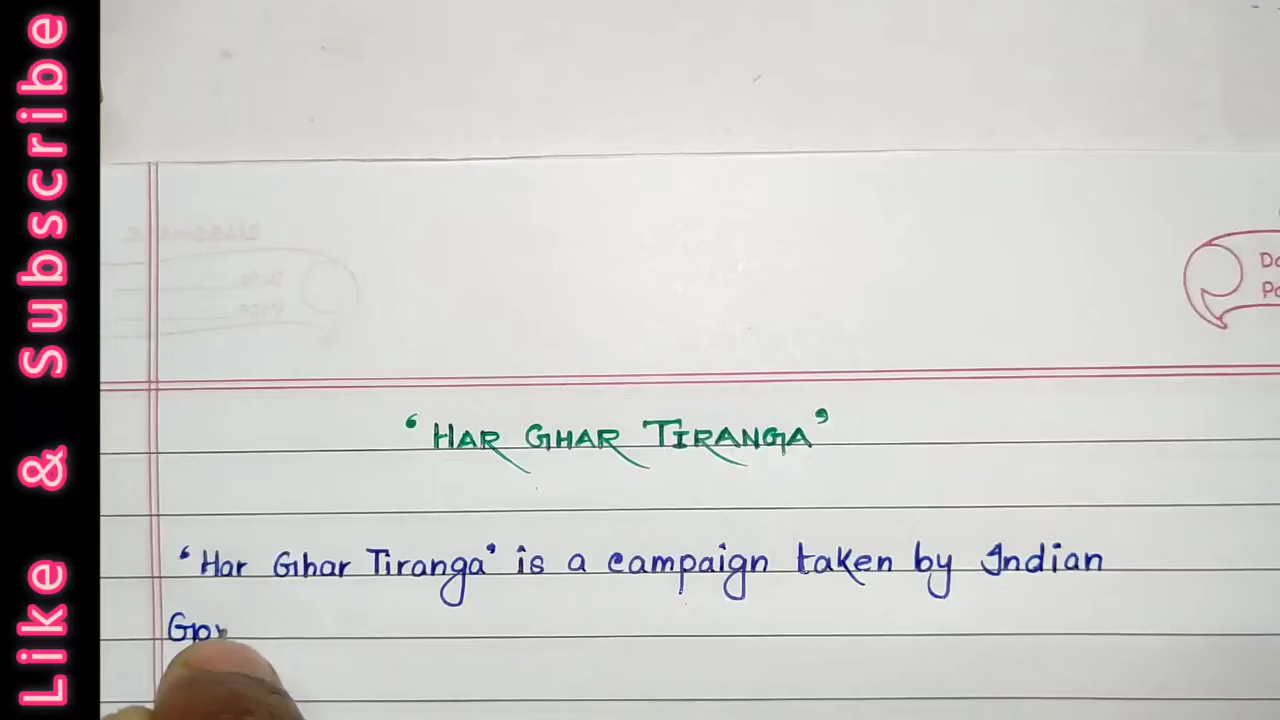 Like & Subscribe
'HAR GHAR TIRANGA'
'Har Ghar Tiranga' is a campaign taken by Indian